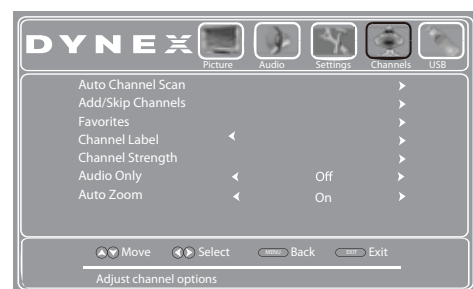 DYNEX
Picture Audio Settings Channels USB
Auto Channel Scan
Add/Skip Channels
Favorites
Channel Label
Channel Strength
Audio Only Off
Auto Zoom On
Move Select MENU Back EXIT Exit
Adjust channel options